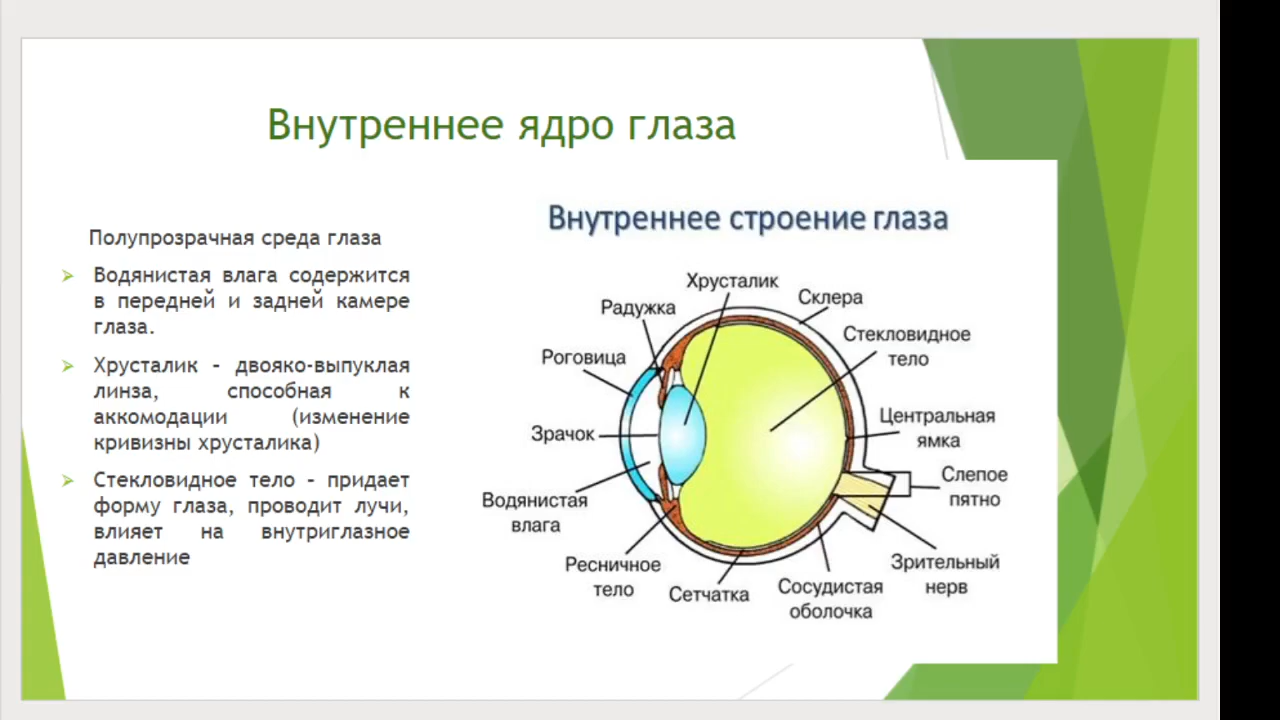 Внутреннее ядро глаза
Полупрозрачная среда глаза
Водянистая влага содержится
в передней и задней камере
глаза.
Хрусталик - двояко-выпуклая
линза, способная к
аккомодации (изменение
кривизны хрусталика)
Стекловидное тело - придает
форму глаза, проводит лучи,
влияет на внутриглазное
давление
Внутреннее строение глаза
Хрусталик
Склера
Радужка
Стекловидное
тело
Роговица
Центральная
ямка
Зрачок
Слепое
пятно
Водянистая
влага
Зрительный
нерв
Ресничное
тело
Сетчатка
Сосудистая
оболочка